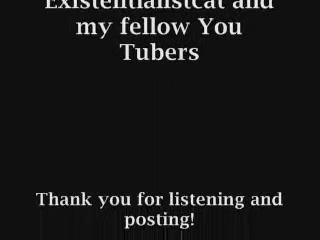 Existentialistcat and
my fellow You
Tubers
Thank you for listening and
posting!